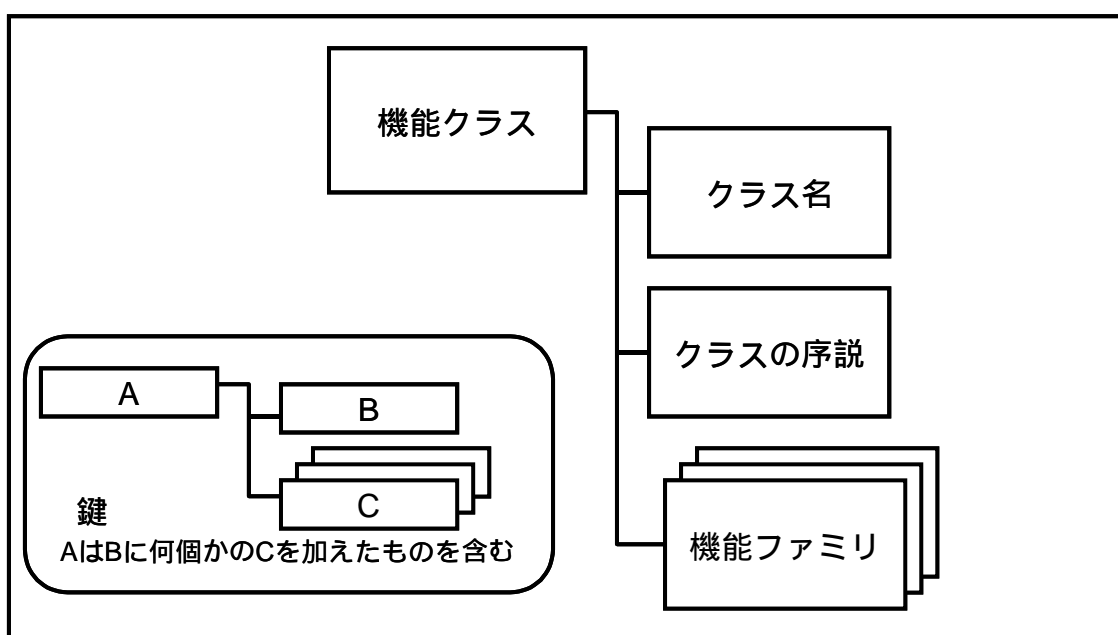 機能クラス
クラス名
クラスの序説
機能ファミリ
A
B
C
鍵
AはBに何個かのCを加えたものを含む